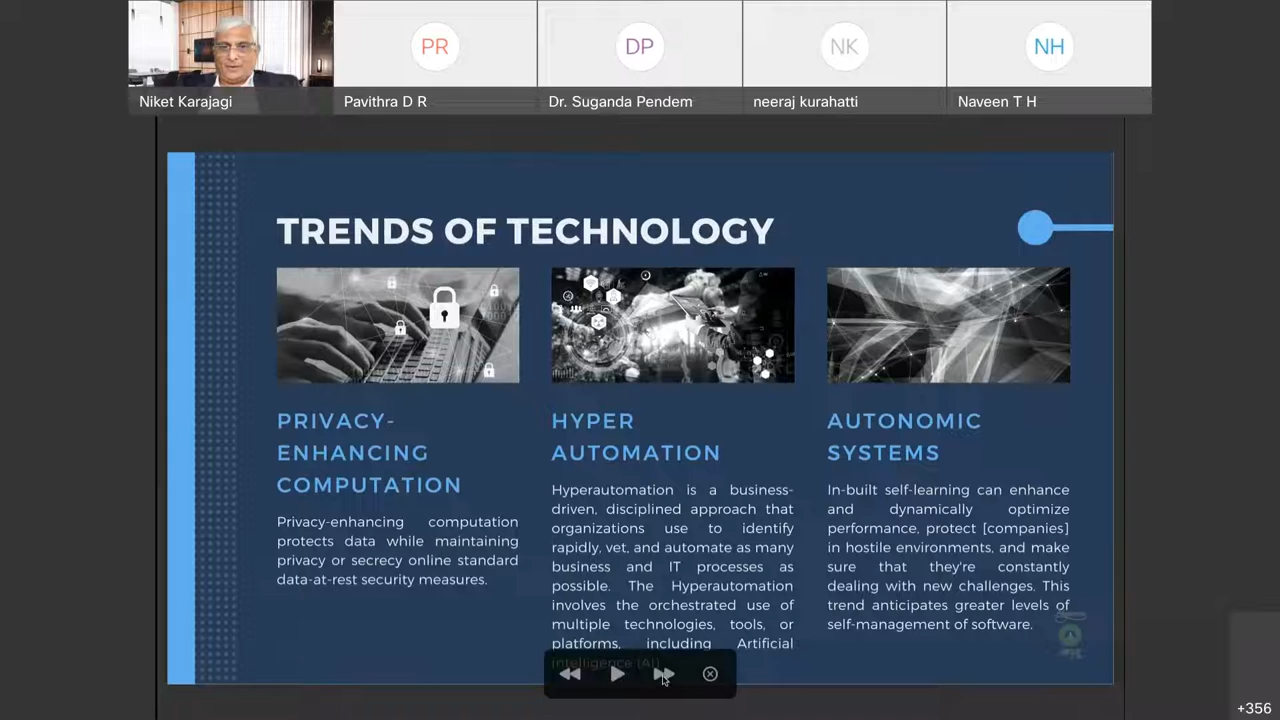 PR
DP
NK
NH
Niket Karajagi
Pavithra D R
Dr. Suganda Pendem
neeraj kurahatti
Naveen T H
TRENDS OF TECHNOLOGY
PRIVACY-
ENHANCING
COMPUTATION
Privacy-enhancing computation
protects data while maintaining
privacy or secrecy online standard
data-at-rest security measures.
HYPER
AUTOMATION
Hyperautomation is a business-
driven, disciplined approach that
organizations use to identify
rapidly, vet, and automate as many
business and IT processes as
possible. The Hyperautomation
involves the orchestrated use of
multiple technologies, tools, or
platforms, including Artificial
Intelligence (AI)
AUTONOMIC
SYSTEMS
In-built self-learning can enhance
and dynamically optimize
performance, protect [companies]
in hostile environments, and make
sure that they're constantly
dealing with new challenges. This
trend anticipates greater levels of
self-management of software.
+356